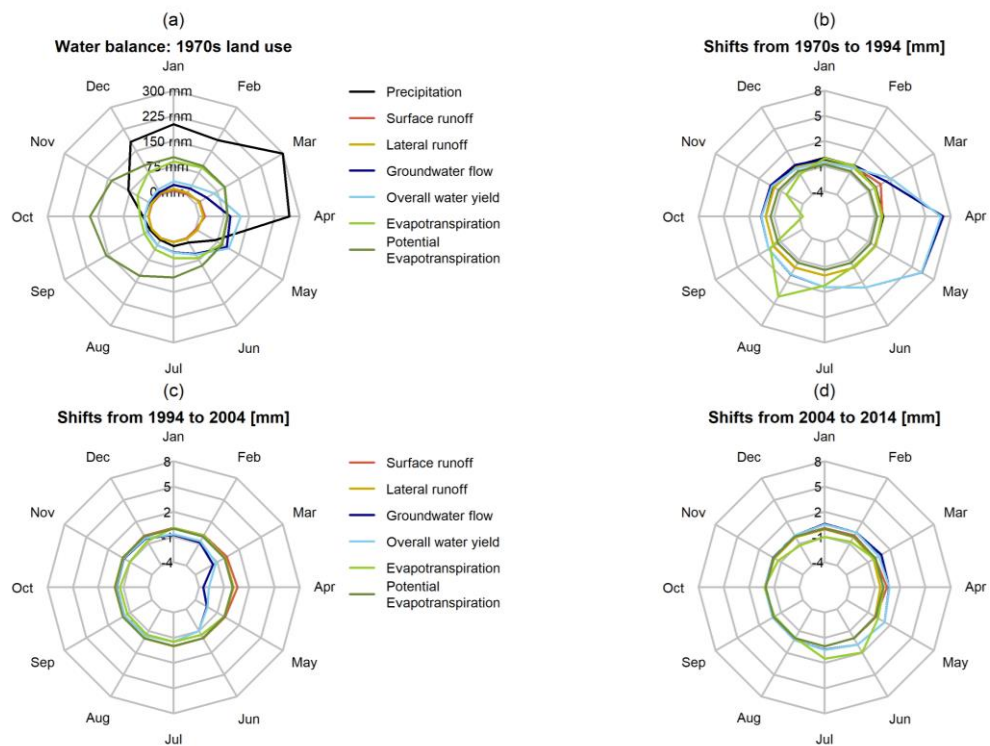 (a)
Water balance: 1970s land use
Jan
Feb
Mar
Apr
May
Jun
Jul
Aug
Sep
Oct
Nov
Dec
300 mm
225 mm
150 mm
75 mm
0 mm
Precipitation
Surface runoff
Lateral runoff
Groundwater flow
Overall water yield
Evapotranspiration
Potential
Evapotranspiration
(b)
Shifts from 1970s to 1994 [mm]
Jan
Feb
Mar
Apr
May
Jun
Jul
Aug
Sep
Oct
Nov
Dec
8
5
2
-4
(c)
Shifts from 1994 to 2004 [mm]
Jan
Feb
Mar
Apr
May
Jun
Jul
Aug
Sep
Oct
Nov
Dec
8
5
2
-1
-4
Surface runoff
Lateral runoff
Groundwater flow
Overall water yield
Evapotranspiration
Potential
Evapotranspiration
(d)
Shifts from 2004 to 2014 [mm]
Jan
Feb
Mar
Apr
May
Jun
Jul
Aug
Sep
Oct
Nov
Dec
8
5
2
-1
-4